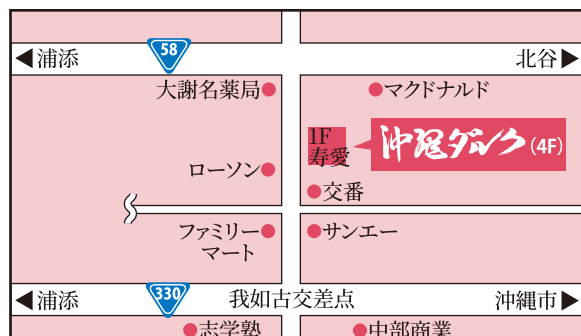 浦添
58
北谷
大謝名薬局
マクドナルド
1F
寿愛
沖縄ダック(4F)
ローソン
交番
ファミリー
マート
サンエー
浦添
330
我如古交差点
沖縄市
志学塾
中部商業